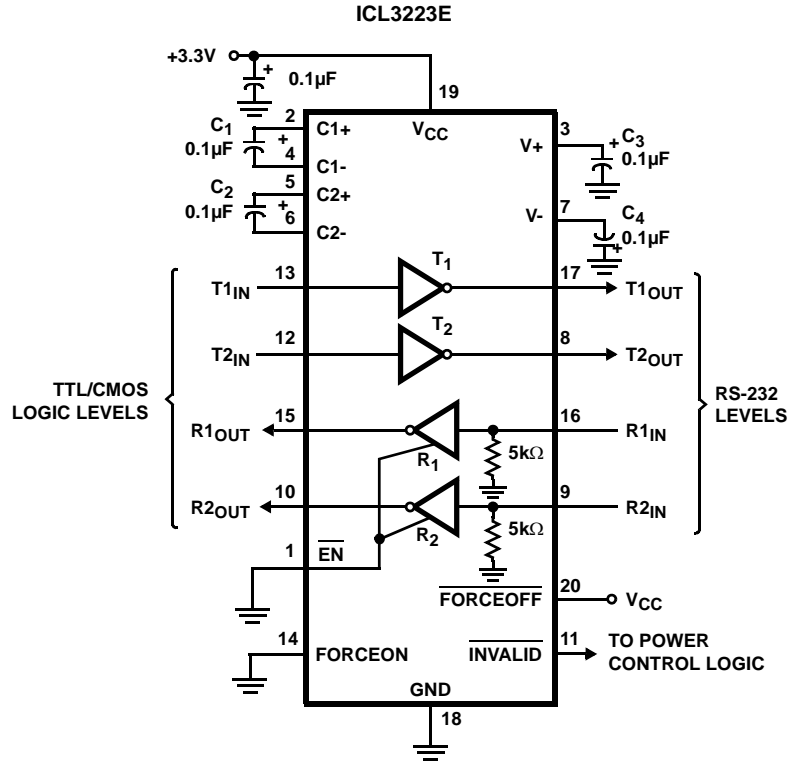 ICL3223E
+3.3V
+
0.1µF
19
2
C1
0.1µF
+
4
C1+
C1-
VCC
3
V+
+
C3
0.1µF
5
C2
0.1µF
+
6
C2+
C2-
7
V-
C4
0.1µF
+
T1IN
13
T1
17
T1OUT
T2IN
12
T2
8
T2OUT
TTL/CMOS
LOGIC LEVELS
RS-232
LEVELS
R1OUT
15
R1
5kΩ
16
R1IN
R2OUT
10
R2
5kΩ
9
R2IN
1
EN
FORCEOFF
20
VCC
14
FORCEON
INVALID
11
TO POWER
CONTROL LOGIC
GND
18